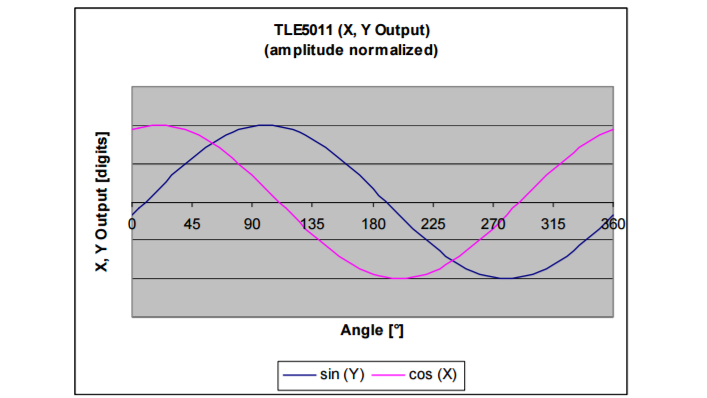 TLE5011 (X, Y Output)
(amplitude normalized)
X, Y Output [digits]
0 45 90 135 180 225 270 315 360
Angle [°]
sin (Y) cos (X)